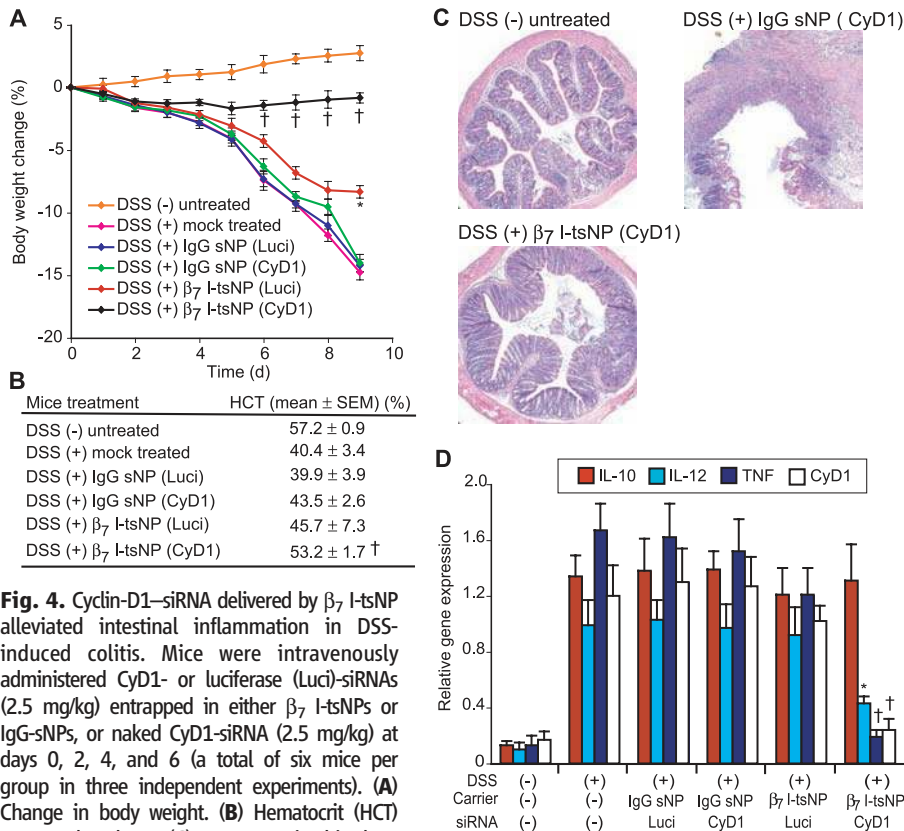 A
5
0
-5
-10
-15
-20
Body weight change (%)
0 2 4 6 8 10
Time (d)
† † † †
*
DSS (-) untreated
DSS (+) mock treated
DSS (+) IgG sNP (Luci)
DSS (+) IgG sNP (CyD1)
DSS (+) β7 I-tsNP (Luci)
DSS (+) β7 I-tsNP (CyD1)
B
Mice treatment HCT (mean ± SEM) (%)
DSS (-) untreated 57.2 ± 0.9
DSS (+) mock treated 40.4 ± 3.4
DSS (+) IgG sNP (Luci) 39.9 ± 3.9
DSS (+) IgG sNP (CyD1) 43.5 ± 2.6
DSS (+) β7 I-tsNP (Luci) 45.7 ± 7.3
DSS (+) β7 I-tsNP (CyD1) 53.2 ± 1.7 †
Fig. 4. Cyclin-D1–siRNA delivered by β7 I-tsNP
alleviated intestinal inflammation in DSS-
induced colitis. Mice were intravenously
administered CyD1- or luciferase (Luci)-siRNAs
(2.5 mg/kg) entrapped in either β7 I-tsNPs or
IgG-sNPs, or naked CyD1-siRNA (2.5 mg/kg) at
days 0, 2, 4, and 6 (a total of six mice per
group in three independent experiments). (A)
Change in body weight. (B) Hematocrit (HCT)
C
DSS (-) untreated
DSS (+) IgG sNP ( CyD1)
DSS (+) β7 I-tsNP (CyD1)
D
IL-10 IL-12 TNF CyD1
2.0
1.6
1.2
0.8
0.4
0
Relative gene expression
* † †
DSS (-) (+) (+) (+) (+) (+)
Carrier (-) (-) IgG sNP IgG sNP β7 I-tsNP β7 I-tsNP
siRNA (-) (-) Luci CyD1 Luci CyD1